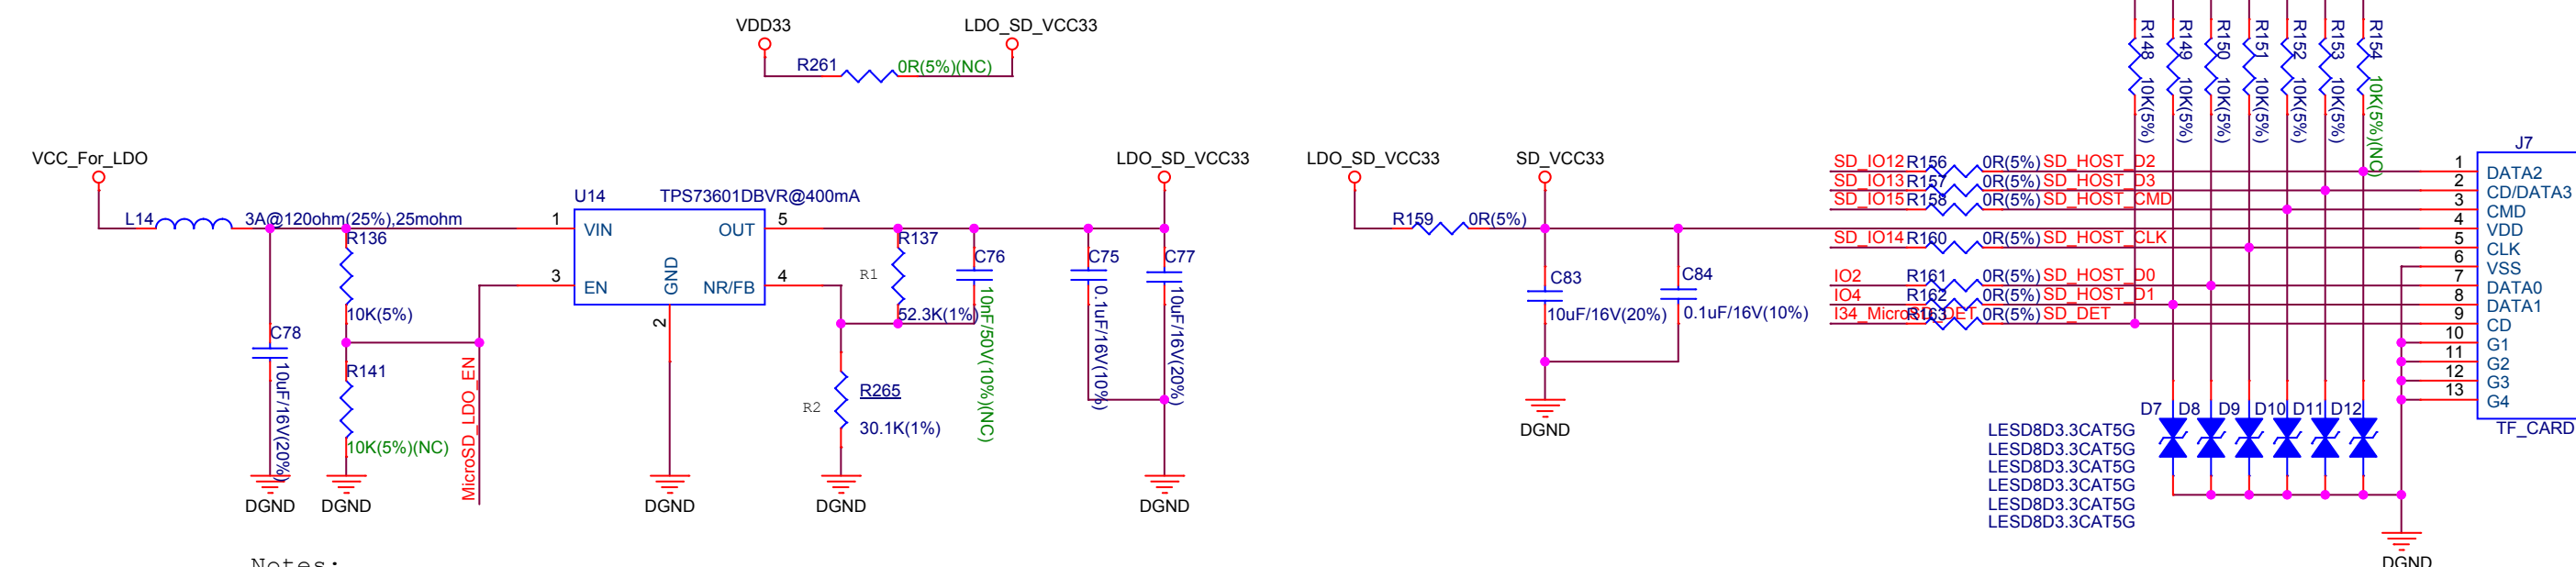 VDD33
LDO_SD_VCC33
R261
0R(5%)(NC)
VCC_For_LDO
L14
3A@120ohm(25%),25mohm
R136
10K(5%)
C78
10uF/16V(20%)
R141
10K(5%)(NC)
MicroSD_LDO_EN
DGND
DGND
U14
TPS73601DBVR@400mA
1
VIN
OUT
5
3
EN
GND
NR/FB
4
2
DGND
R137
R1
52.3K(1%)
C76
10nF/50V(10%)(NC)
R265
R2
30.1K(1%)
DGND
LDO_SD_VCC33
C75
0.1uF/16V(10%)
C77
10uF/16V(20%)
DGND
LDO_SD_VCC33
SD_VCC33
R159
0R(5%)
C83
10uF/16V(20%)
C84
0.1uF/16V(10%)
DGND
R148
10K(5%)
R149
10K(5%)
R150
10K(5%)
R151
10K(5%)
R152
10K(5%)
R153
10K(5%)
R154
10K(5%)(NC)
SD_IO12 R156 0R(5%) SD_HOST_D2
SD_IO13 R157 0R(5%) SD_HOST_D3
SD_IO15 R158 0R(5%) SD_HOST_CMD
SD_IO14 R160 0R(5%) SD_HOST_CLK
IO2 R161 0R(5%) SD_HOST_D0
IO4 R162 0R(5%) SD_HOST_D1
I34_MicroSD_DET R163 0R(5%) SD_DET
J7
1 DATA2
2 CD/DATA3
3 CMD
4 VDD
5 CLK
6 VSS
7 DATA0
8 DATA1
9 CD
10 G1
11 G2
12 G3
13 G4
TF_CARD
D7 D8 D9 D10 D11 D12
LESD8D3.3CAT5G
LESD8D3.3CAT5G
LESD8D3.3CAT5G
LESD8D3.3CAT5G
LESD8D3.3CAT5G
LESD8D3.3CAT5G
DGND
Notes: